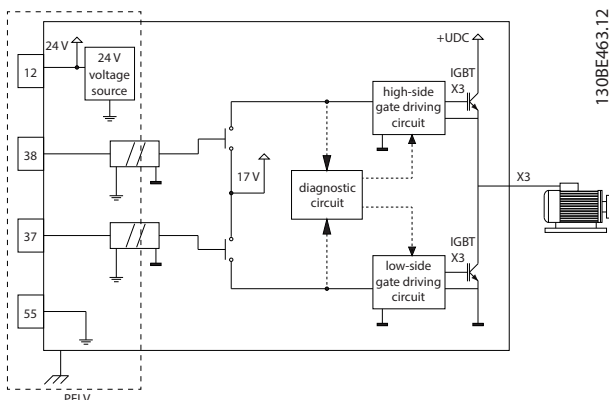 130BE463.12
+UDC
24 V
12
24 V
voltage
source
IGBT
X3
high-side
gate driving
circuit
38
17 V
diagnostic
circuit
X3
37
IGBT
X3
low-side
gate driving
circuit
55
PELV